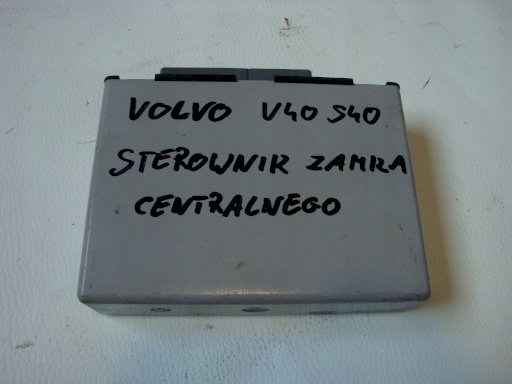 VOLVO V40 S40
STEROWNIK ZAMKA
CENTRALNEGO